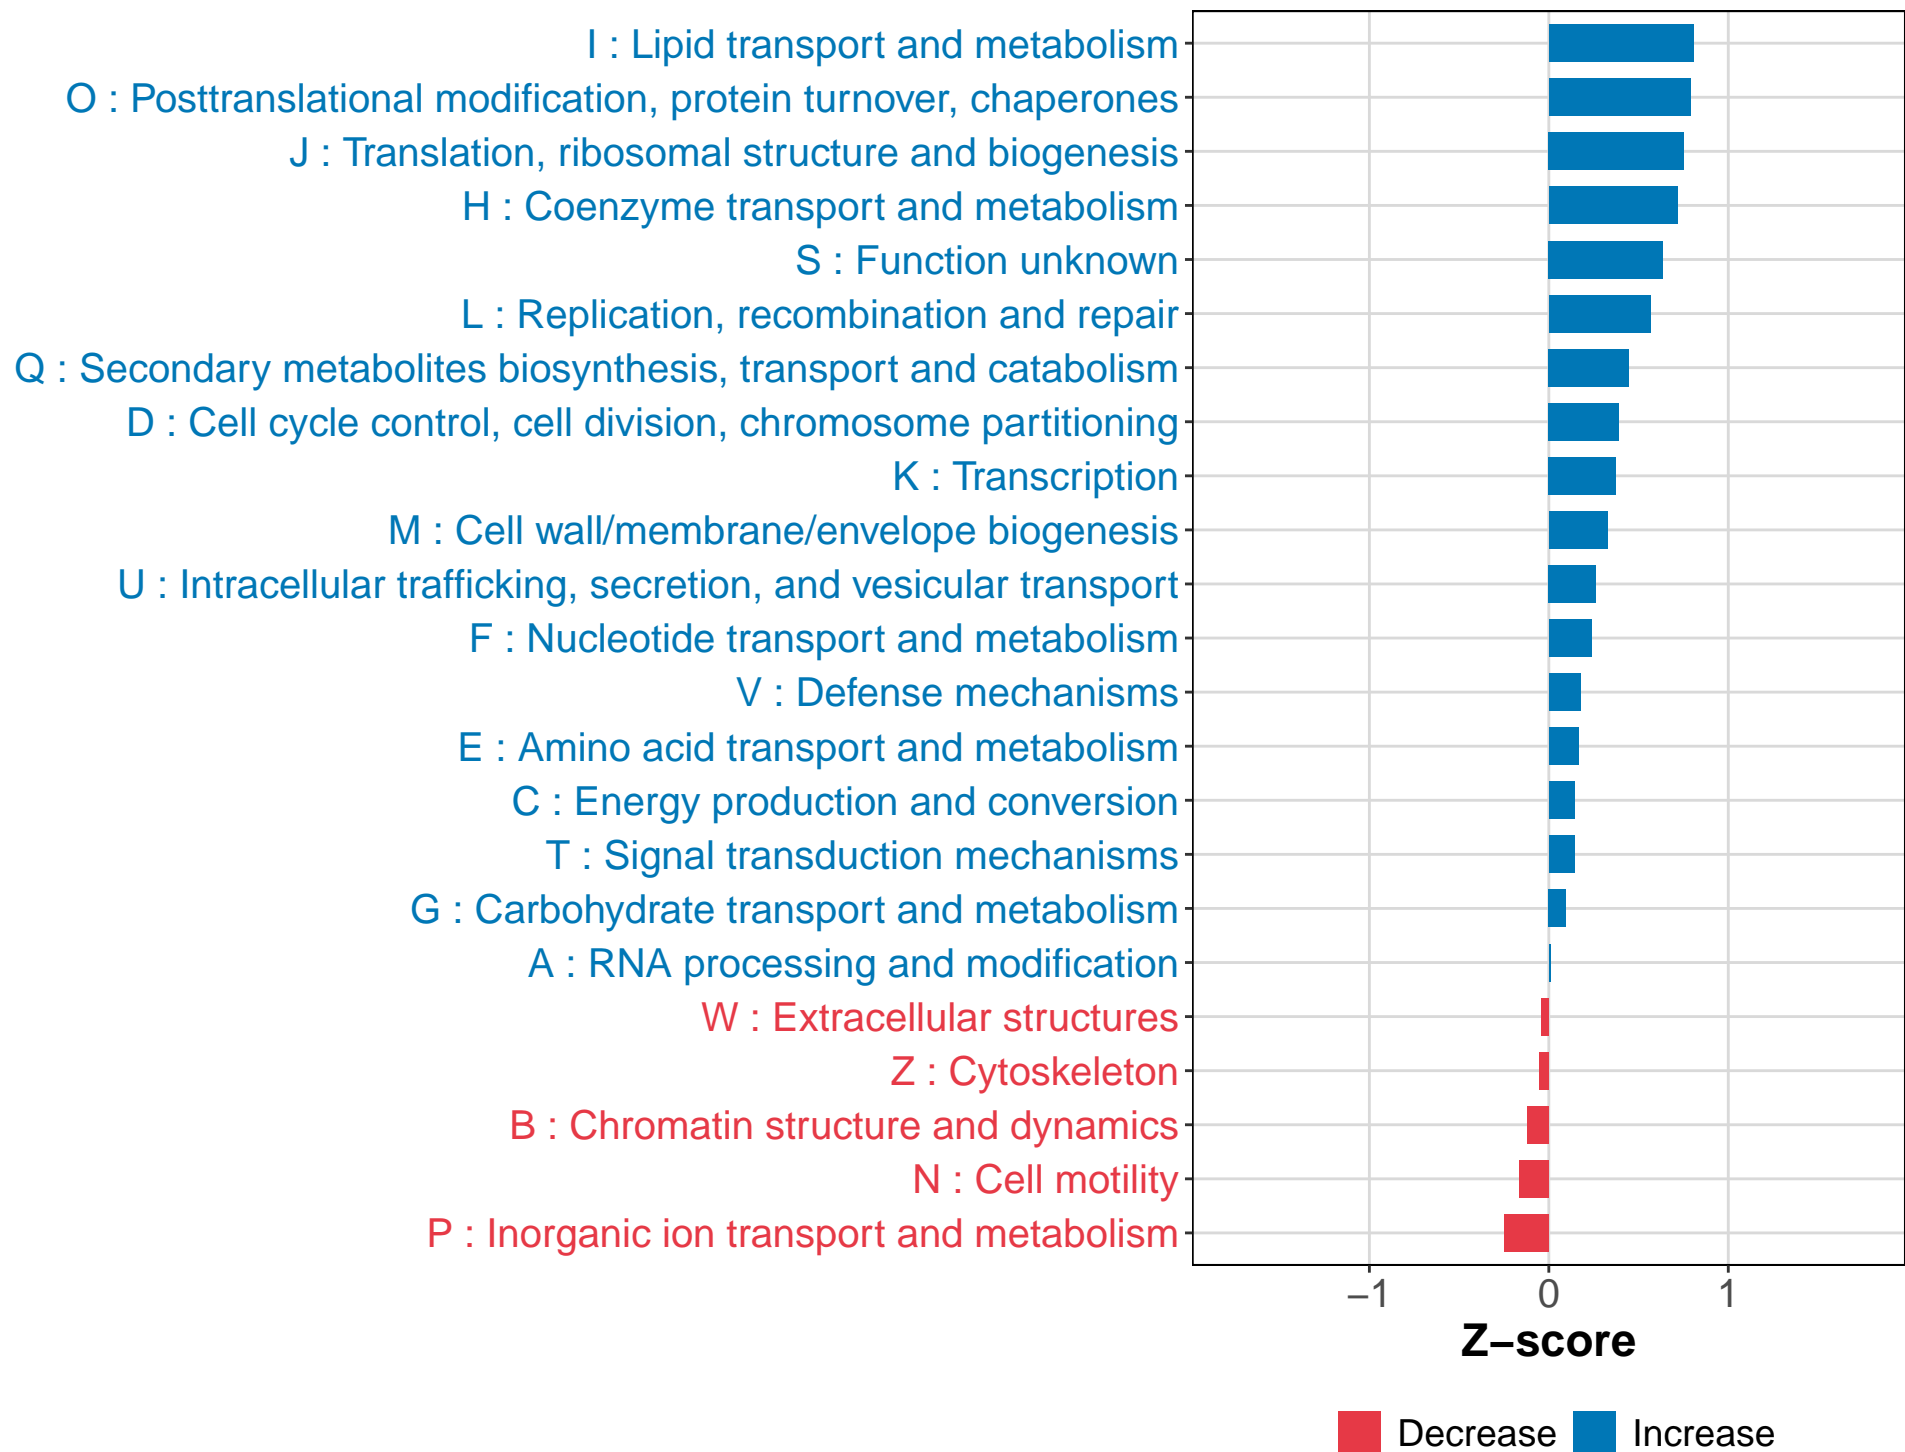 I : Lipid transport and metabolism
O : Posttranslational modification, protein turnover, chaperones
J : Translation, ribosomal structure and biogenesis
H : Coenzyme transport and metabolism
S : Function unknown
L : Replication, recombination and repair
Q : Secondary metabolites biosynthesis, transport and catabolism
D : Cell cycle control, cell division, chromosome partitioning
K : Transcription
M : Cell wall/membrane/envelope biogenesis
U : Intracellular trafficking, secretion, and vesicular transport
F : Nucleotide transport and metabolism
V : Defense mechanisms
E : Amino acid transport and metabolism
C : Energy production and conversion
T : Signal transduction mechanisms
G : Carbohydrate transport and metabolism
A : RNA processing and modification
W : Extracellular structures
Z : Cytoskeleton
B : Chromatin structure and dynamics
N : Cell motility
P : Inorganic ion transport and metabolism
−1 0 1
Z−score
Decrease Increase